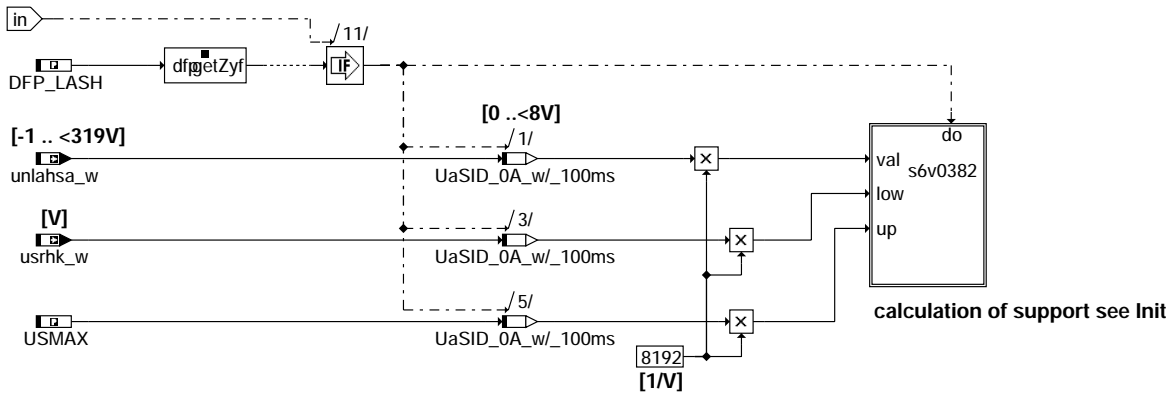 in
/11/
dfpgetZyf
IF
DFP_LASH
[0 ..<8V]
[-1 .. <319V]
/1/
do
val
s6v0382
unlahsa_w
UaSID_0A_w/_100ms
low
[V]
/3/
up
usrhk_w
UaSID_0A_w/_100ms
/5/
calculation of support see Init
USMAX
UaSID_0A_w/_100ms
8192
[1/V]